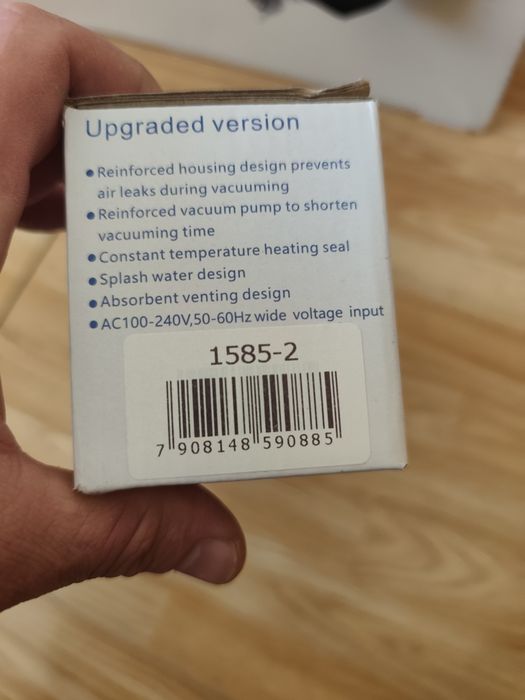 Upgraded version
• Reinforced housing design prevents
air leaks during vacuuming
• Reinforced vacuum pump to shorten
vacuuming time
• Constant temperature heating seal
• Splash water design
• Absorbent venting design
• AC100-240V,50-60Hz wide voltage input
1585-2
7 908148 590885